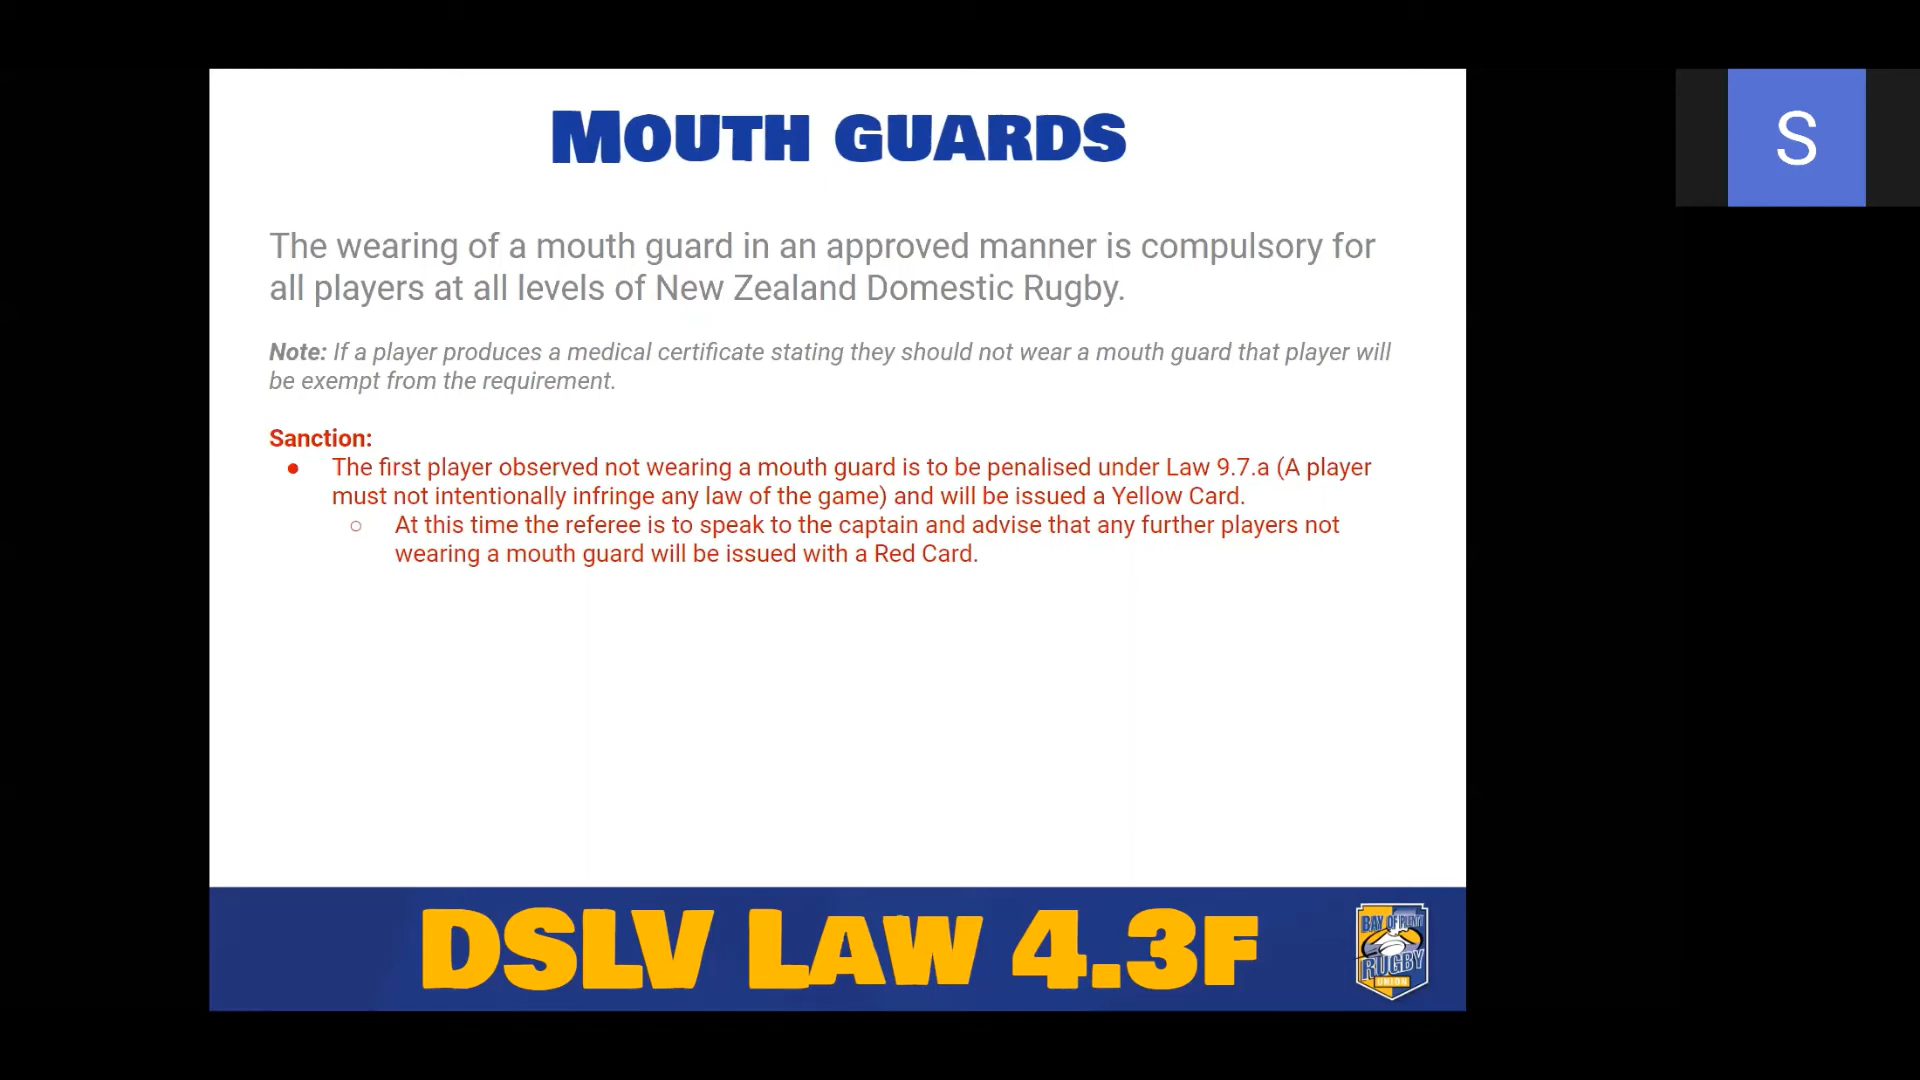 MOUTH GUARDS
S
The wearing of a mouth guard in an approved manner is compulsory for
all players at all levels of New Zealand Domestic Rugby.
Note: If a player produces a medical certificate stating they should not wear a mouth guard that player will
be exempt from the requirement.
Sanction:
● The first player observed not wearing a mouth guard is to be penalised under Law 9.7.a (A player
must not intentionally infringe any law of the game) and will be issued a Yellow Card.
○ At this time the referee is to speak to the captain and advise that any further players not
wearing a mouth guard will be issued with a Red Card.
DSLV LAW 4.3F
BAY OF PLENTY
RUGBY
UNION